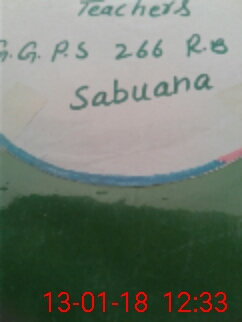 Teachers
G.G.P.S 266 R.B
Sabuana
13-01-18 12:33